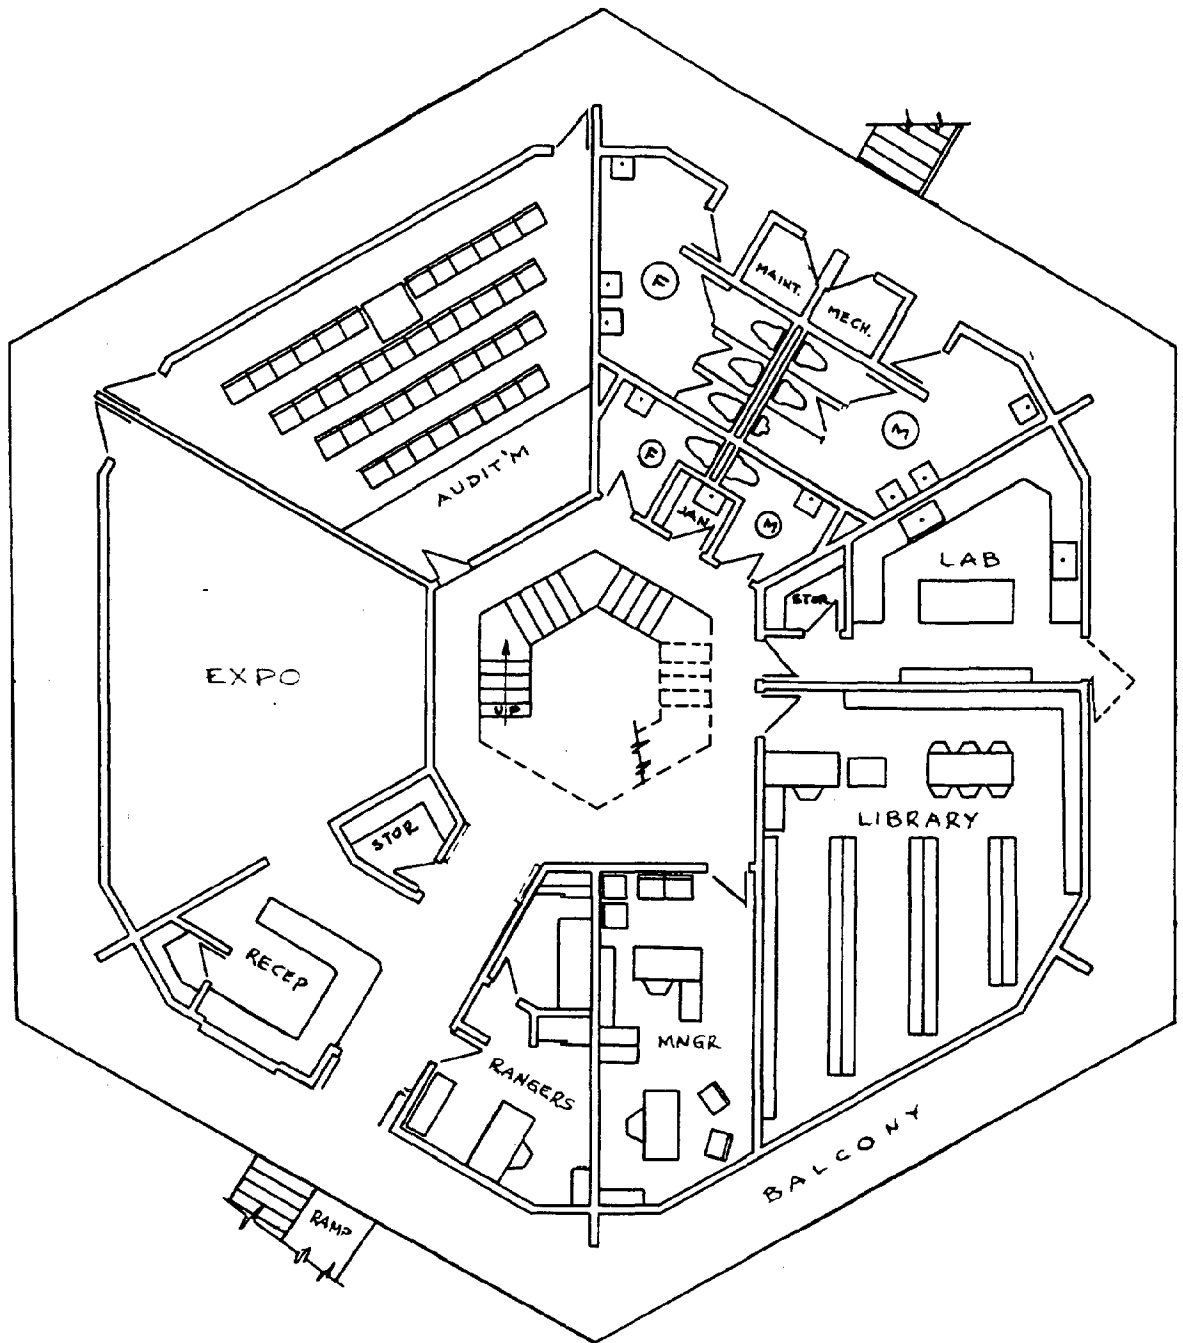 MAINT.
F
MECH.
M
AUDIT'M
F
JAN.
M
LAB
STOR
EXPO
UP
LIBRARY
STOR
RECEP
MNGR
RANGERS
BALCONY
RAMP